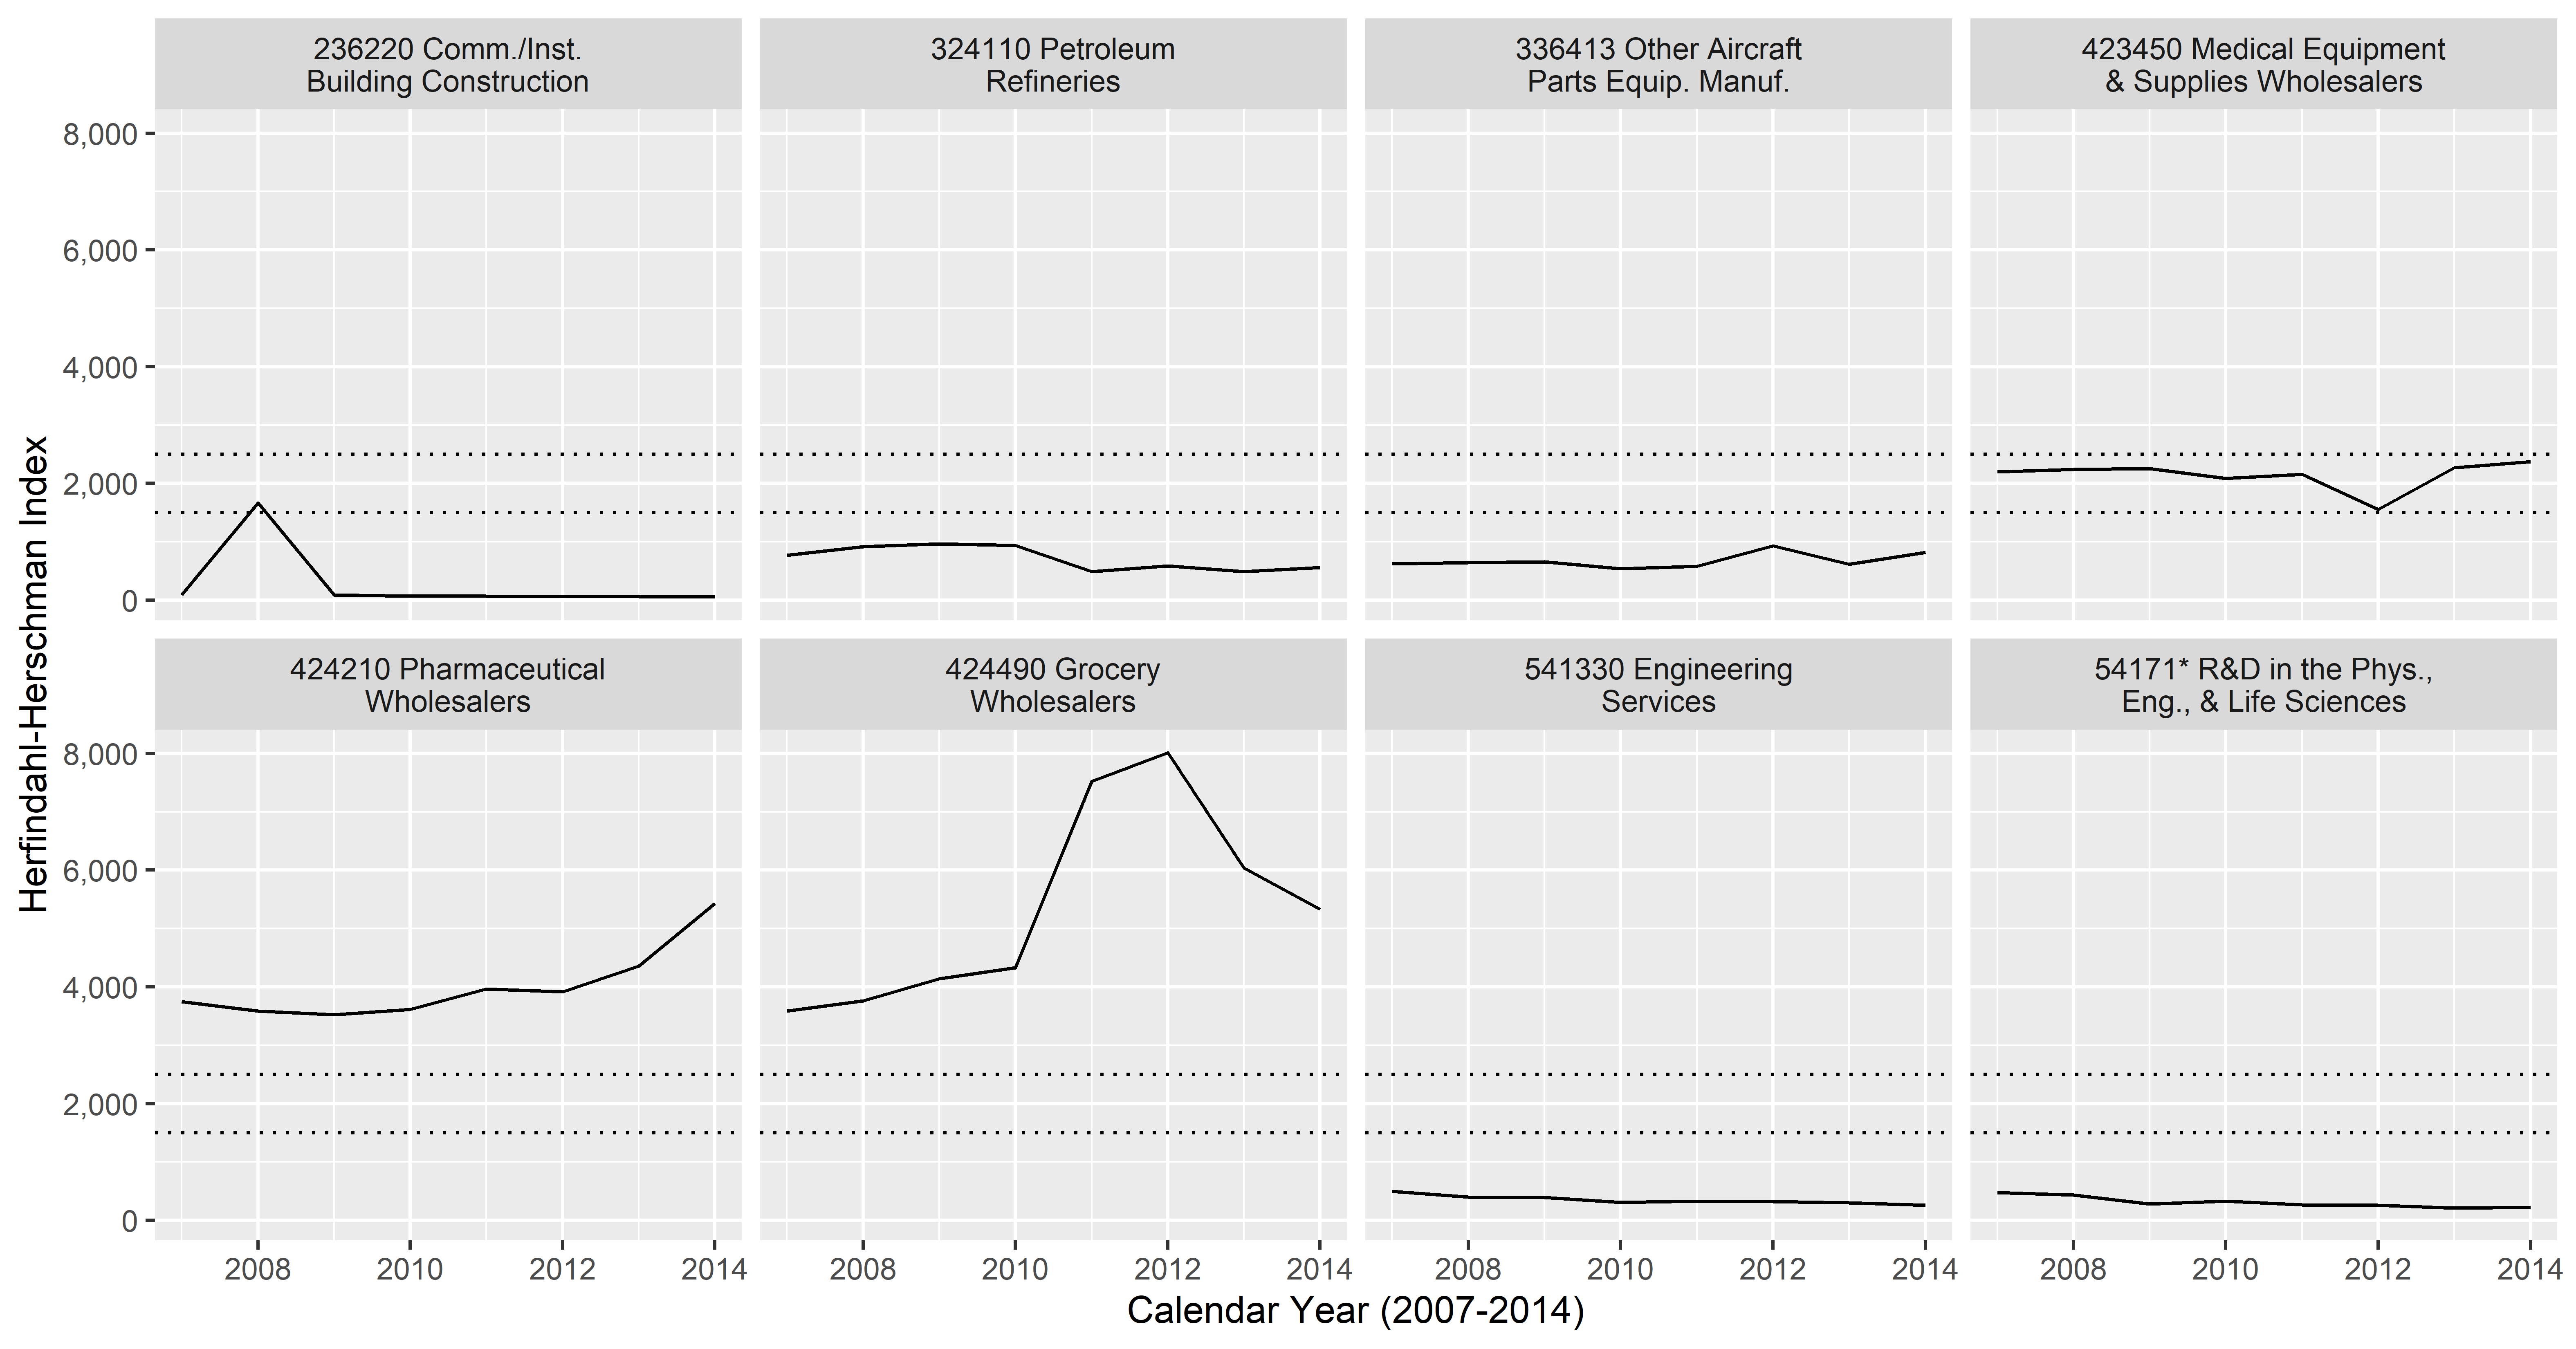 236220 Comm./Inst.
Building Construction
324110 Petroleum
Refineries
336413 Other Aircraft
Parts Equip. Manuf.
423450 Medical Equipment
& Supplies Wholesalers
8,000
6,000
4,000
2,000
0
424210 Pharmaceutical
Wholesalers
424490 Grocery
Wholesalers
541330 Engineering
Services
54171* R&D in the Phys.,
Eng., & Life Sciences
8,000
6,000
4,000
2,000
0
2008 2010 2012 2014
2008 2010 2012 2014
2008 2010 2012 2014
2008 2010 2012 2014
Calendar Year (2007-2014)
Herfindahl-Herschman Index